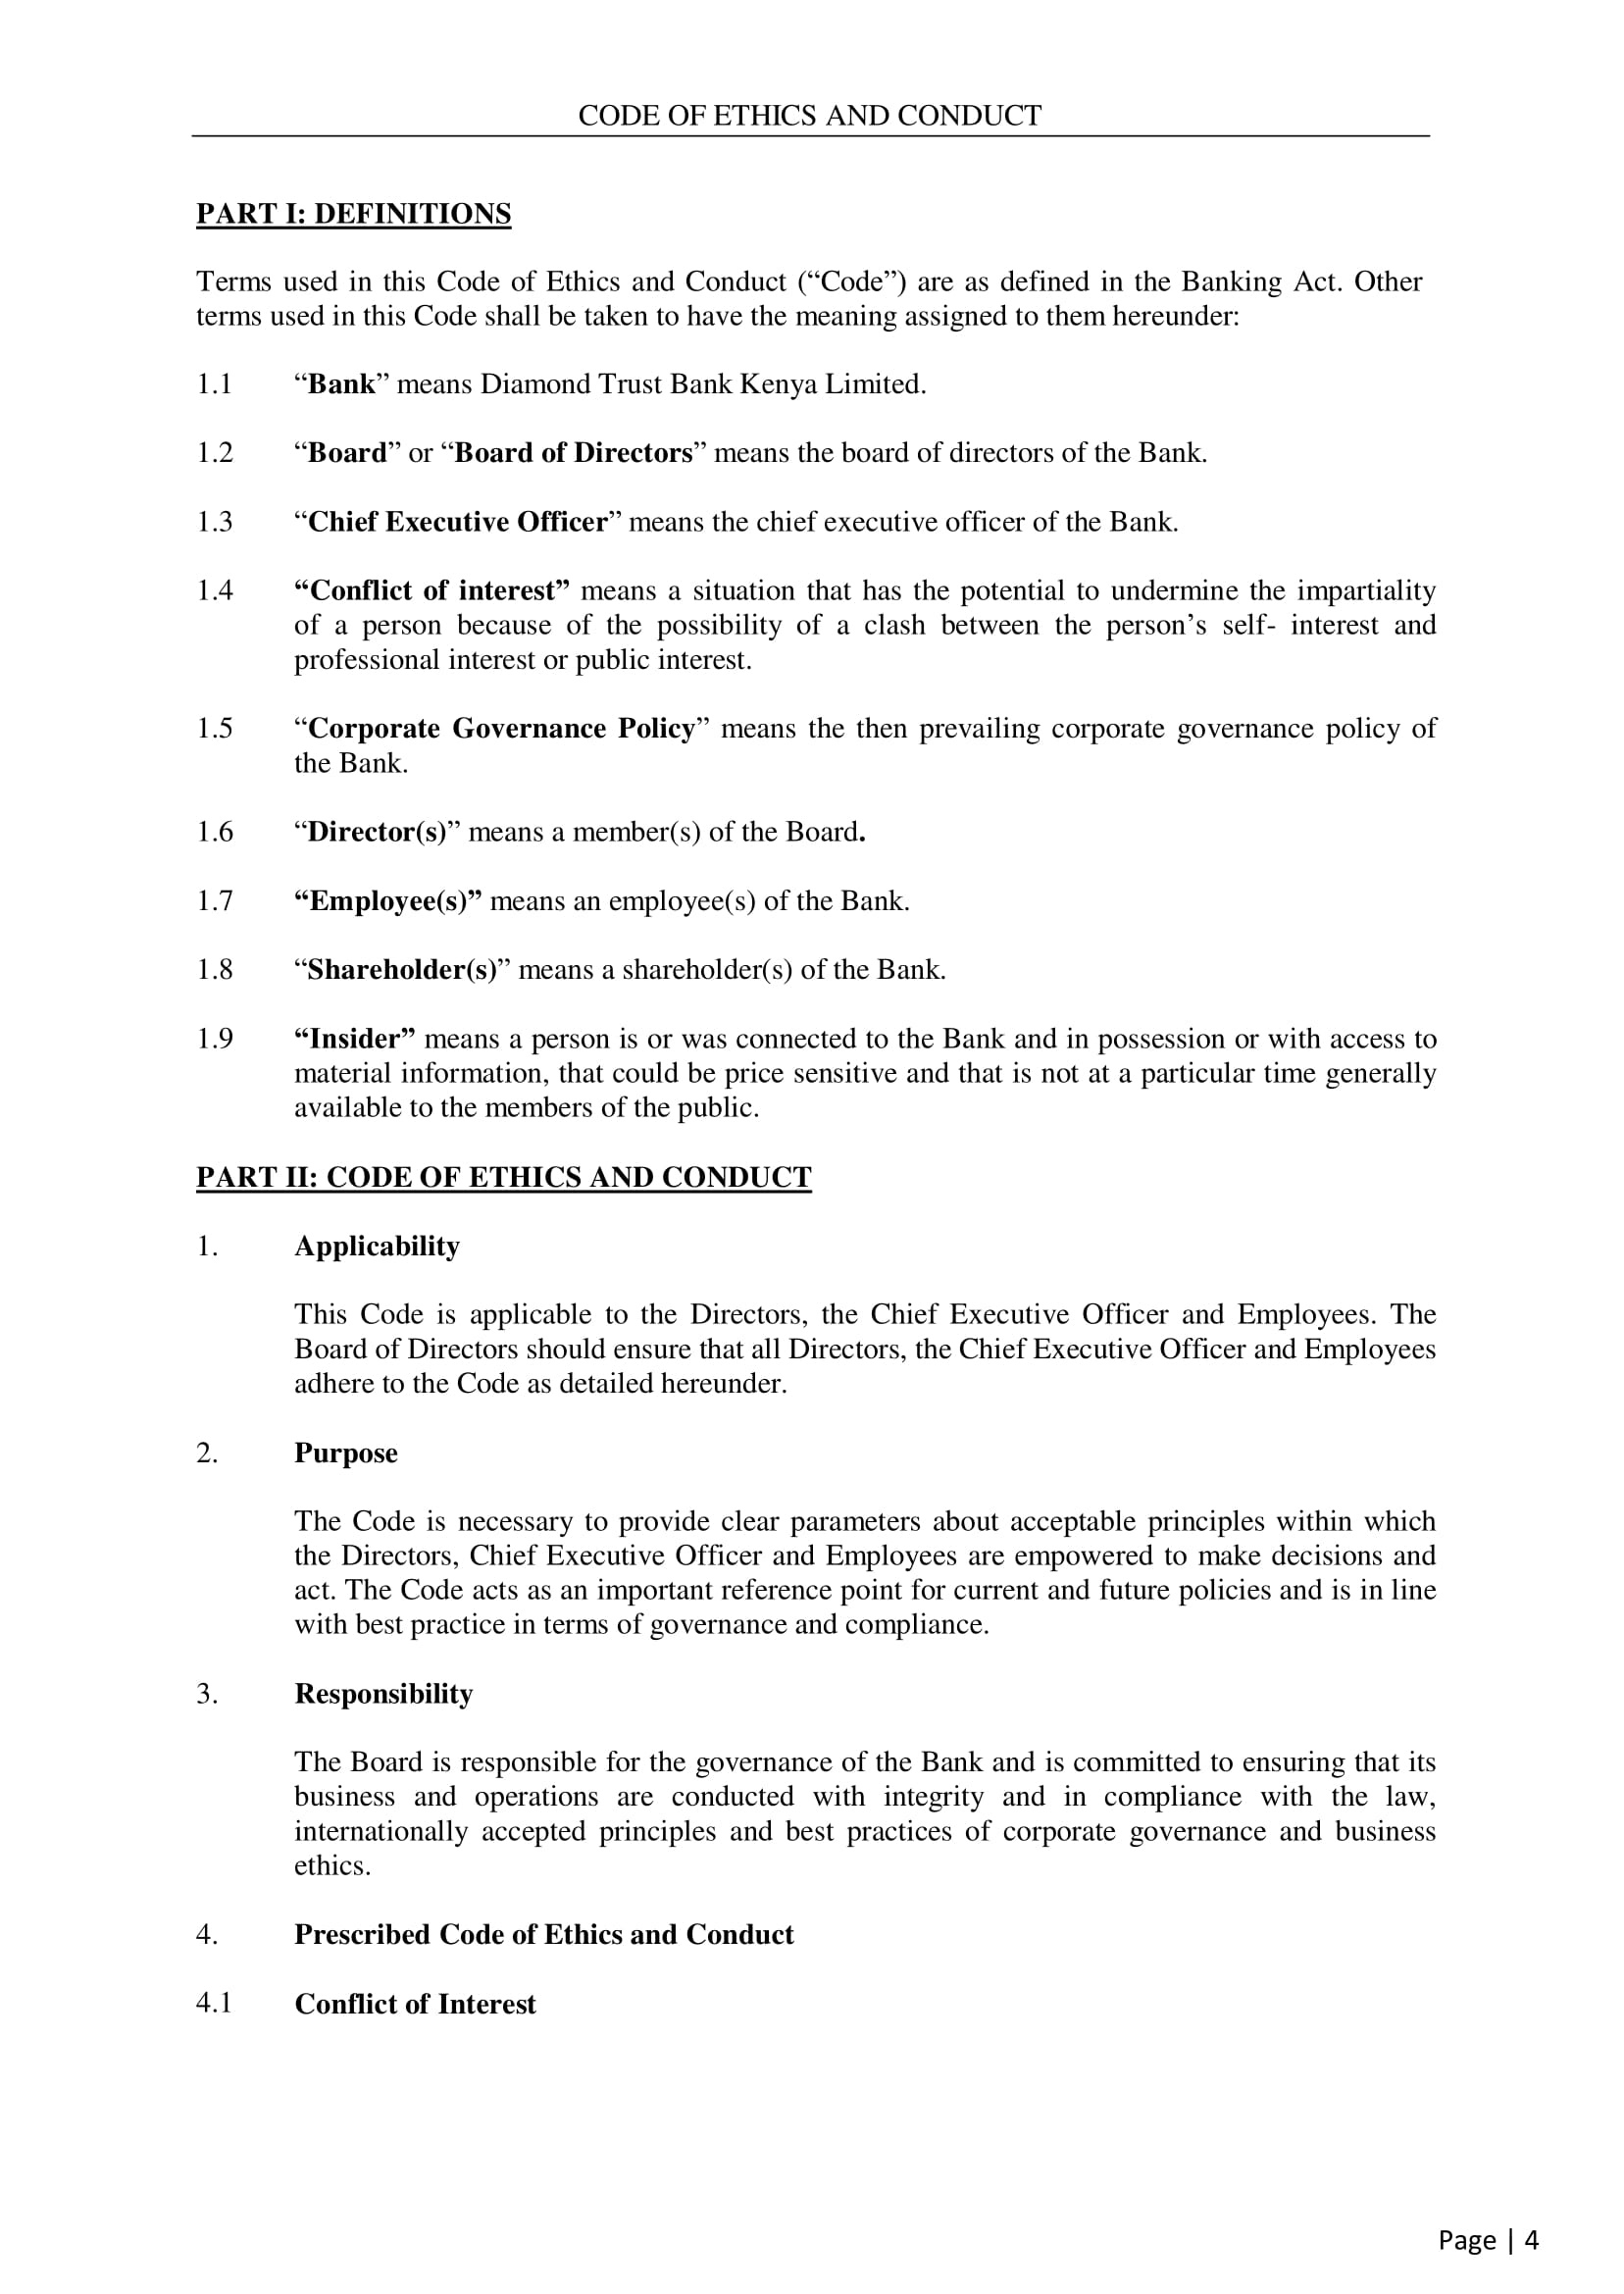 CODE OF ETHICS AND CONDUCT
PART I: DEFINITIONS
Terms used in this Code of Ethics and Conduct (“Code”) are as defined in the Banking Act. Other
terms used in this Code shall be taken to have the meaning assigned to them hereunder:
1.1 “Bank” means Diamond Trust Bank Kenya Limited.
1.2 “Board” or “Board of Directors” means the board of directors of the Bank.
1.3 “Chief Executive Officer” means the chief executive officer of the Bank.
1.4 “Conflict of interest” means a situation that has the potential to undermine the impartiality
of a person because of the possibility of a clash between the person’s self- interest and
professional interest or public interest.
1.5 “Corporate Governance Policy” means the then prevailing corporate governance policy of
the Bank.
1.6 “Director(s)” means a member(s) of the Board.
1.7 “Employee(s)” means an employee(s) of the Bank.
1.8 “Shareholder(s)” means a shareholder(s) of the Bank.
1.9 “Insider” means a person is or was connected to the Bank and in possession or with access to
material information, that could be price sensitive and that is not at a particular time generally
available to the members of the public.
PART II: CODE OF ETHICS AND CONDUCT
1. Applicability
This Code is applicable to the Directors, the Chief Executive Officer and Employees. The
Board of Directors should ensure that all Directors, the Chief Executive Officer and Employees
adhere to the Code as detailed hereunder.
2. Purpose
The Code is necessary to provide clear parameters about acceptable principles within which
the Directors, Chief Executive Officer and Employees are empowered to make decisions and
act. The Code acts as an important reference point for current and future policies and is in line
with best practice in terms of governance and compliance.
3. Responsibility
The Board is responsible for the governance of the Bank and is committed to ensuring that its
business and operations are conducted with integrity and in compliance with the law,
internationally accepted principles and best practices of corporate governance and business
ethics.
4. Prescribed Code of Ethics and Conduct
4.1 Conflict of Interest
Page | 4